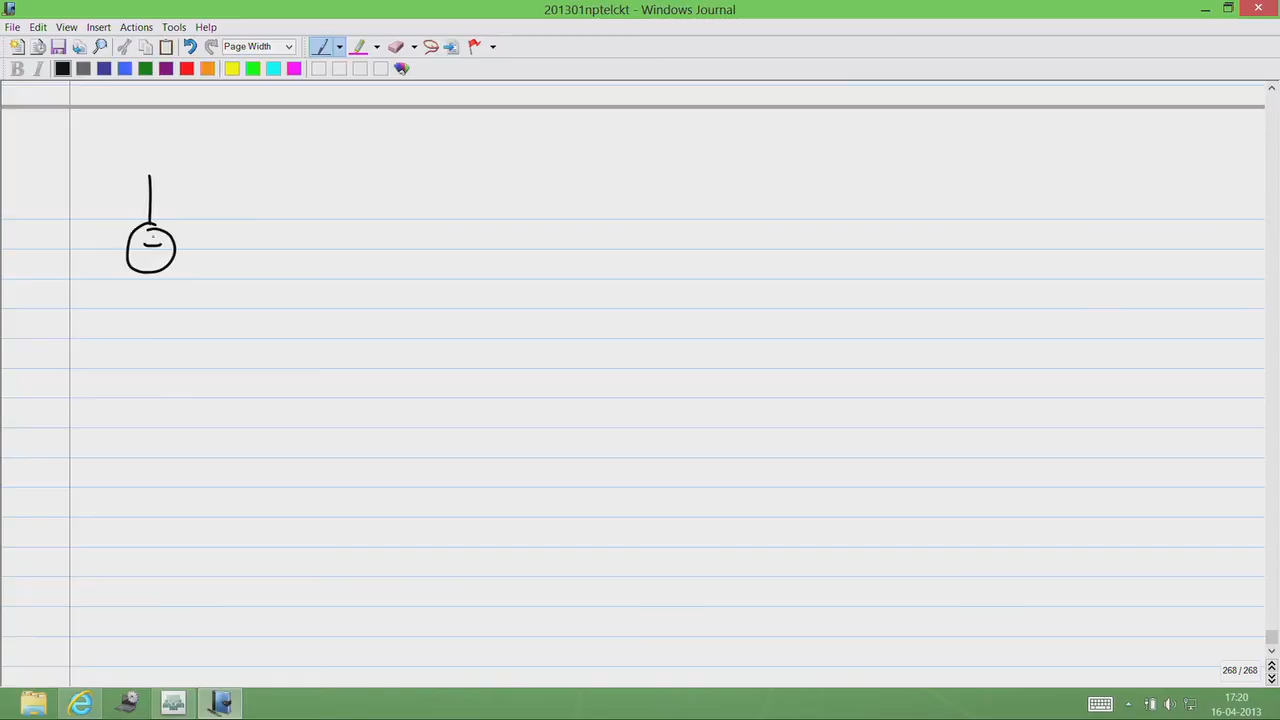 201301nptelckt - Windows Journal
File Edit View Insert Actions Tools Help
Page Width
B I
268 / 268
17:20
16-04-2013